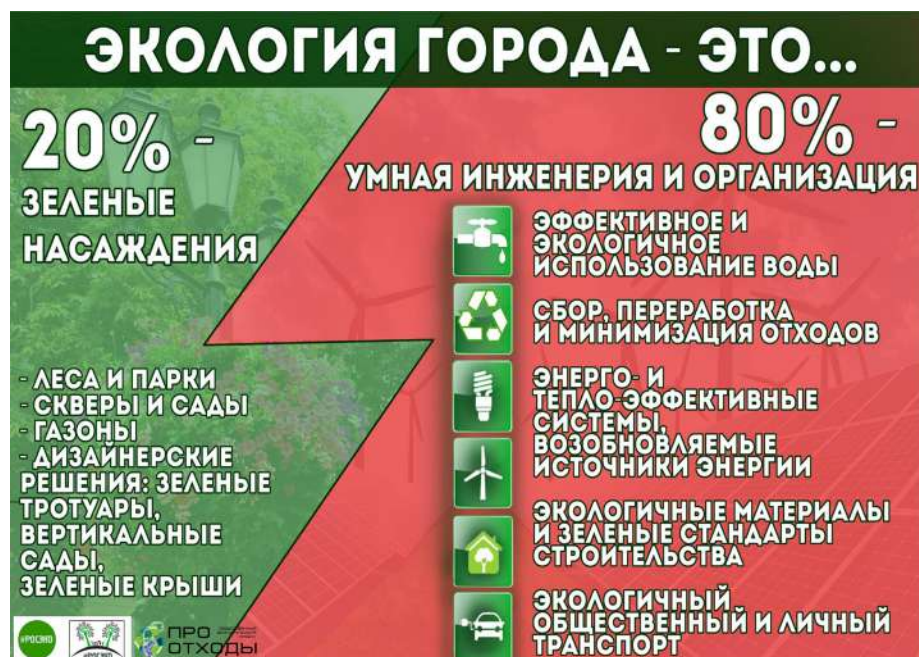 ЭКОЛОГИЯ ГОРОДА - ЭТО...
20% -
ЗЕЛЕНЫЕ
НАСАЖДЕНИЯ
- ЛЕСА И ПАРКИ
- СКВЕРЫ И САДЫ
- ГАЗОНЫ
- ДИЗАЙНЕРСКИЕ
РЕШЕНИЯ: ЗЕЛЕНЫЕ
ТРОТУАРЫ,
ВЕРТИКАЛЬНЫЕ
САДЫ,
ЗЕЛЕНЫЕ КРЫШИ
80% -
УМНАЯ ИНЖЕНЕРИЯ И ОРГАНИЗАЦИЯ
ЭФФЕКТИВНОЕ И
ЭКОЛОГИЧНОЕ
ИСПОЛЬЗОВАНИЕ ВОДЫ
СБОР, ПЕРЕРАБОТКА
И МИНИМИЗАЦИЯ ОТХОДОВ
ЭНЕРГО- И
ТЕПЛО-ЭФФЕКТИВНЫЕ
СИСТЕМЫ,
ВОЗОБНОВЛЯЕМЫЕ
ИСТОЧНИКИ ЭНЕРГИИ
ЭКОЛОГИЧНЫЕ МАТЕРИАЛЫ
И ЗЕЛЕНЫЕ СТАНДАРТЫ
СТРОИТЕЛЬСТВА
ЭКОЛОГИЧНЫЙ
ОБЩЕСТВЕННЫЙ И ЛИЧНЫЙ
ТРАНСПОРТ
#РОСЭКО
ПРО
ОТХОДЫ